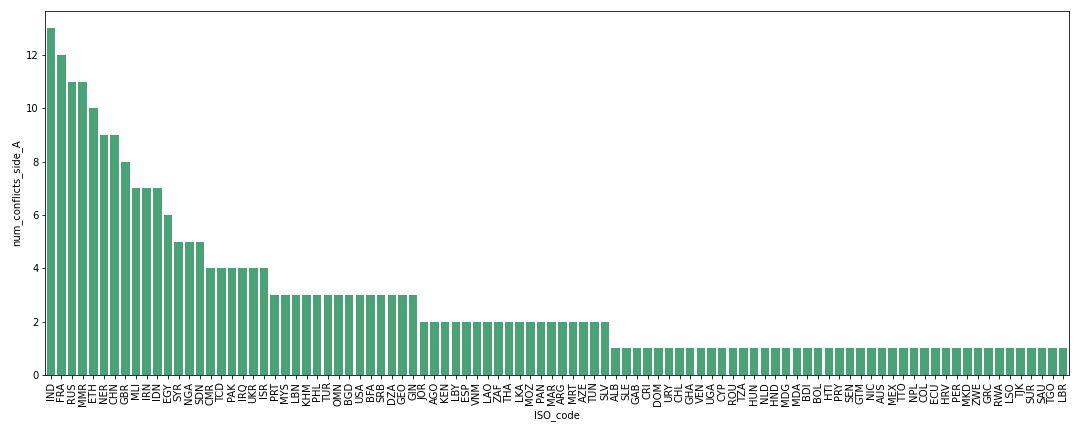 num_conflicts_side_A
12
10
8
6
4
2
0
IND FRA RUS MMR ETH NER CHN GBR MLI IRN IDN EGY SYR NGA SDN CMR TCD PAK IRQ UKR ISR PRT MYS LBN KHM PHL TUR OMN BGD USA BFA SRB DZA GEO GIN JOR AGO KEN LBY ESP VNM LAO ZAF THA LKA MOZ PAN MAR ARG MRT AZE TUN SLV ALB SLE GAB CRI DOM URY CHL GHA VEN UGA CYP ROU TZA HUN NLD HND MDG MDA BDI BOL HTI PRY SEN GTM NIC AUS MEX TTO NPL COL ECU HRV PER MKD ZWE GRC RWA LSO TJK SUR SAU TGO LBR
ISO_code